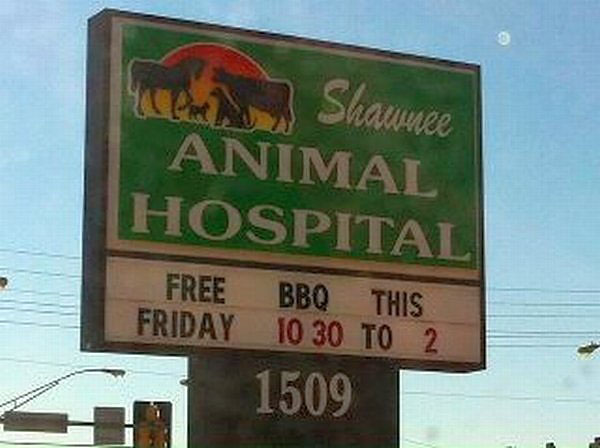 Shawnee
ANIMAL
HOSPITAL
FREE BBQ THIS
FRIDAY 10 30 TO 2
1509